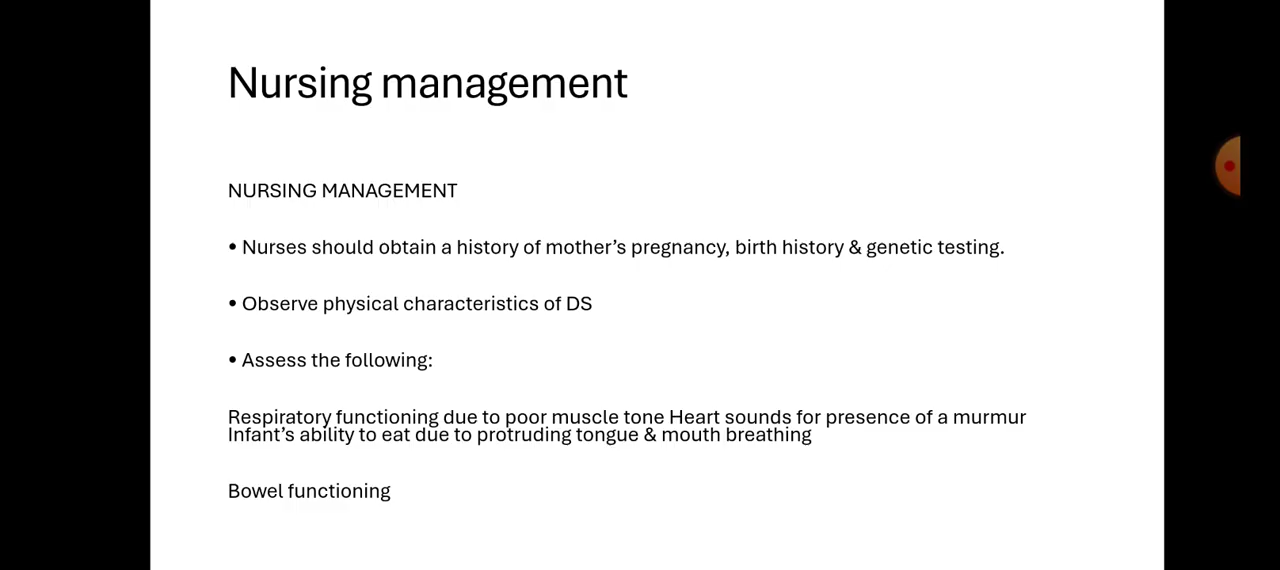 Nursing management
NURSING MANAGEMENT
• Nurses should obtain a history of mother’s pregnancy, birth history & genetic testing.
• Observe physical characteristics of DS
• Assess the following:
Respiratory functioning due to poor muscle tone Heart sounds for presence of a murmur
Infant’s ability to eat due to protruding tongue & mouth breathing
Bowel functioning